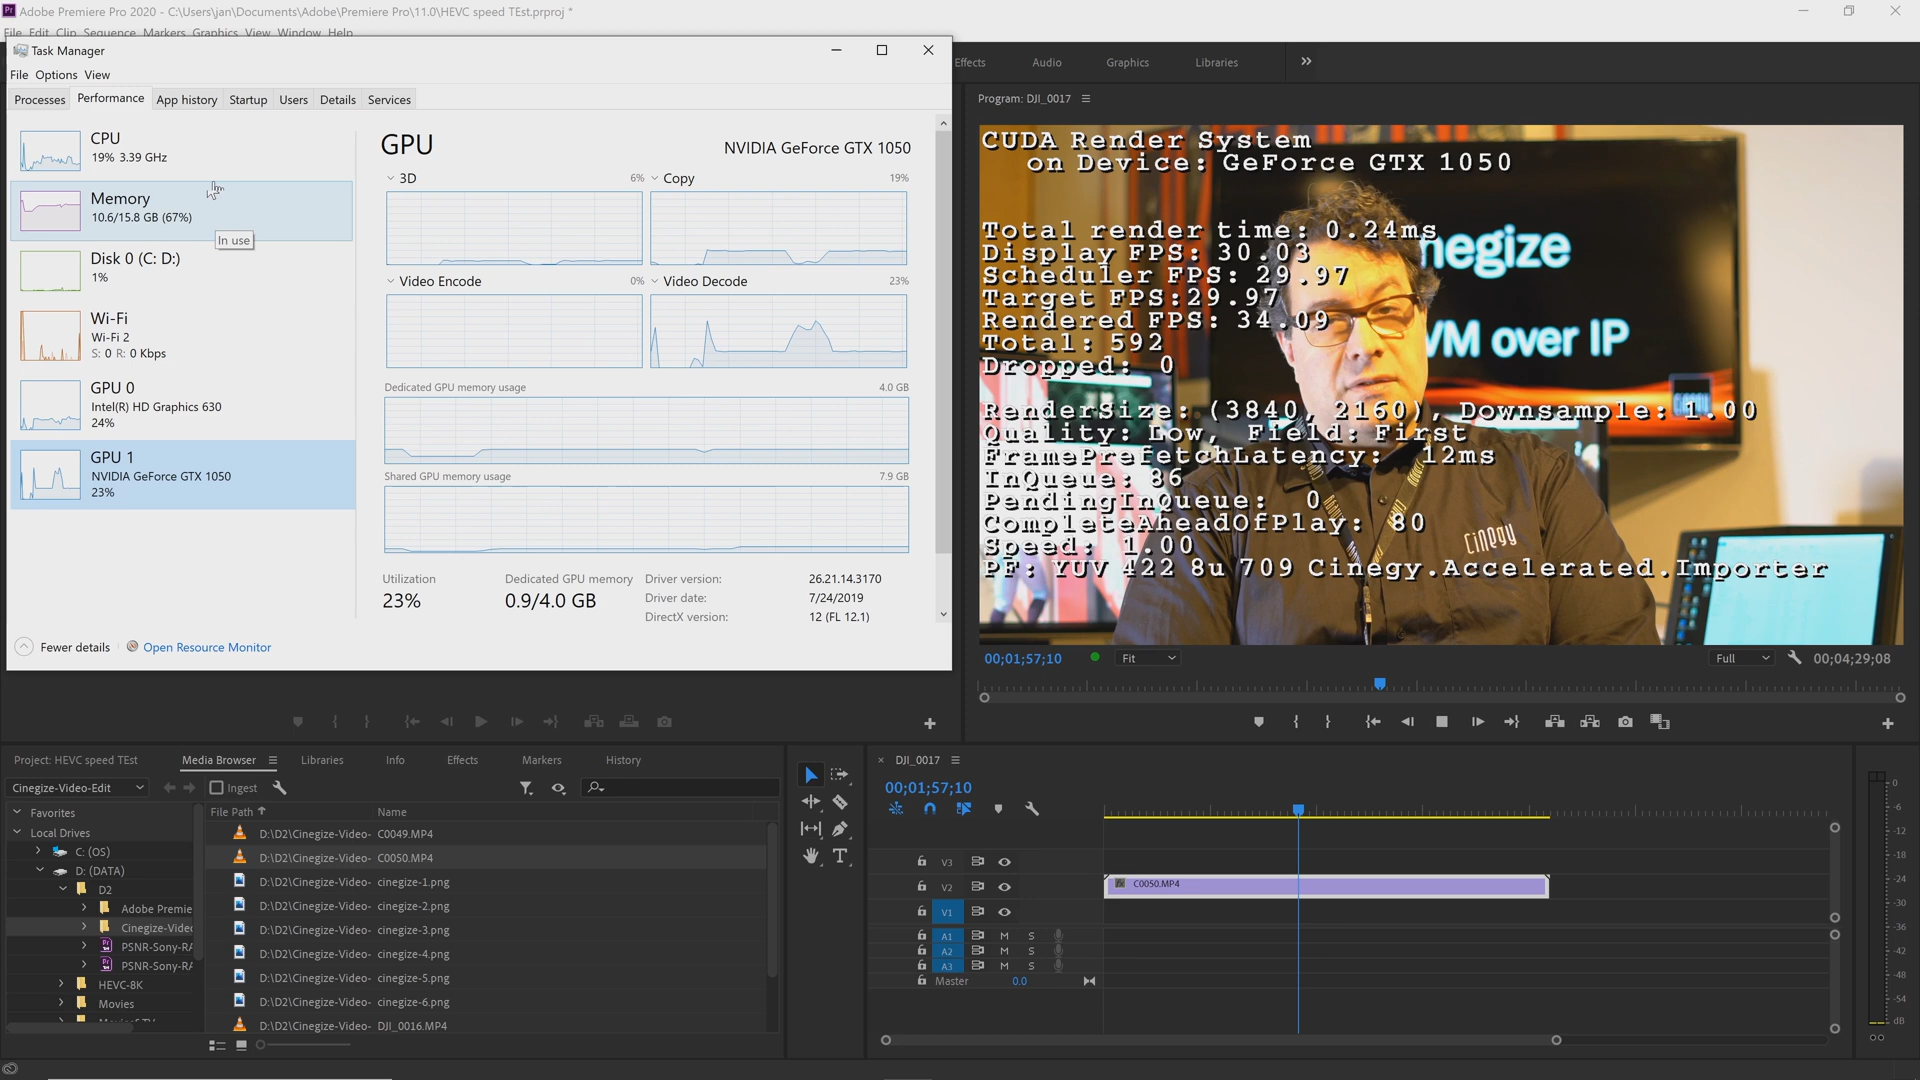 Adobe Premiere Pro 2020 - C:\Users\jan\Documents\Adobe\Premiere Pro\11.0\HEVC speed TEst.prproj *
File Edit Clip Sequence Markers Graphics View Window Help
Task Manager
File Options View
Processes Performance App history Startup Users Details Services
CPU
19% 3.39 GHz
Memory
10.6/15.8 GB (67%)
In use
Disk 0 (C: D:)
1%
Wi-Fi
Wi-Fi 2
S: 0 R: 0 Kbps
GPU 0
Intel(R) HD Graphics 630
24%
GPU 1
NVIDIA GeForce GTX 1050
23%
GPU NVIDIA GeForce GTX 1050
3D 6% Copy 19%
Video Encode 0% Video Decode 23%
Dedicated GPU memory usage 4.0 GB
Shared GPU memory usage 7.9 GB
Utilization
23%
Dedicated GPU memory
0.9/4.0 GB
Driver version: 26.21.14.3170
Driver date: 7/24/2019
DirectX version: 12 (FL 12.1)
Fewer details Open Resource Monitor
Effects Audio Graphics Libraries
Program: DJI_0017
CUDA Render System
on Device: GeForce GTX 1050
Total render time: 0.24ms
Display FPS: 30.03
Scheduler FPS: 29.97
Target FPS:29.97
Rendered FPS: 34.09
Total: 592
Dropped: 0
RenderSize: (3840, 2160), Downsample: 1.00
Quality: Low, Field: First
FramePrefetchLatency: 12ms
InQueue: 86
PendingInQueue: 0
CompleteAheadOfPlay: 80
Speed: 1.00
PF: YUV 422 8u 709 Cinegy.Accelerated.Importer
negize
VM over IP
cinegy
00;01;57;10 Fit Full 00;04;29;08
Project: HEVC speed TEst Media Browser Libraries Info Effects Markers History
Cinegize-Video-Edit Ingest
Favorites
Local Drives
C: (OS)
D: (DATA)
D2
Adobe Premie
Cinegize-Vide
PSNR-Sony-RA
PSNR-Sony-RA
HEVC-8K
Movies
File Path Name
D:\D2\Cinegize-Video- C0049.MP4
D:\D2\Cinegize-Video- C0050.MP4
D:\D2\Cinegize-Video- cinegize-1.png
D:\D2\Cinegize-Video- cinegize-2.png
D:\D2\Cinegize-Video- cinegize-3.png
D:\D2\Cinegize-Video- cinegize-4.png
D:\D2\Cinegize-Video- cinegize-5.png
D:\D2\Cinegize-Video- cinegize-6.png
D:\D2\Cinegize-Video- DJI_0016.MP4
DJI_0017
00;01;57;10
V3
V2
C0050.MP4
V1
A1 M S
A2 M S
A3 M S
Master 0.0
0
-6
-12
-18
-24
-30
-36
-42
-48
-54
dB